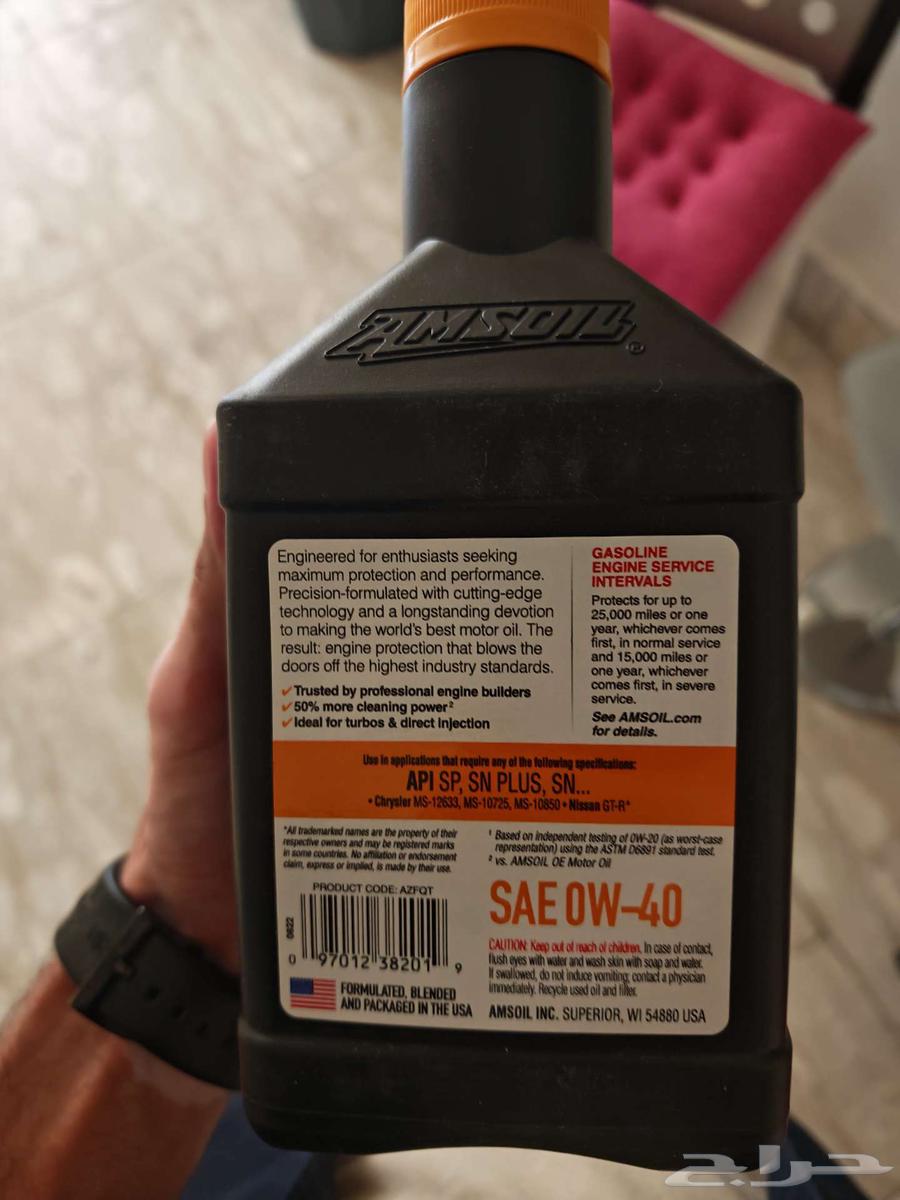 AMSOIL®
Engineered for enthusiasts seeking
maximum protection and performance.
Precision-formulated with cutting-edge
technology and a longstanding devotion
to making the world's best motor oil. The
result: engine protection that blows the
doors off the highest industry standards.
✓Trusted by professional engine builders
✓50% more cleaning power²
✓Ideal for turbos & direct injection
GASOLINE
ENGINE SERVICE
INTERVALS
Protects for up to
25,000 miles or one
year, whichever comes
first, in normal service
and 15,000 miles or
one year, whichever
comes first, in severe
service.
See AMSOIL.com
for details.
Use in applications that require any of the following specifications:
API SP, SN PLUS, SN...
• Chrysler MS-12633, MS-10725, MS-10850 • Nissan GT-R*
*All trademarked names are the property of their
respective owners and may be registered marks
in some countries. No affiliation or endorsement
claim, express or implied, is made by their use.
PRODUCT CODE: AZFQT
0622
0 97012 38201 9
FORMULATED, BLENDED
AND PACKAGED IN THE USA
¹ Based on independent testing of 0W-20 (as worst-case
representation) using the ASTM D6891 standard test.
² vs. AMSOIL OE Motor Oil
SAE 0W-40
CAUTION: Keep out of reach of children. In case of contact,
flush eyes with water and wash skin with soap and water.
If swallowed, do not induce vomiting; contact a physician
immediately. Recycle used oil and filter.
AMSOIL INC. SUPERIOR, WI 54880 USA
حراج